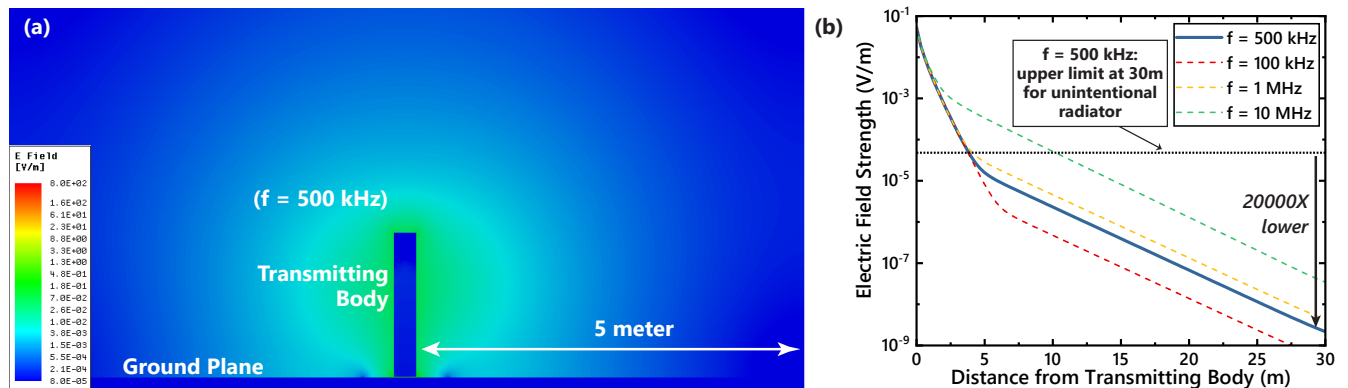 (a)
E Field
[V/m]
8.0E+02
1.6E+02
6.1E+01
2.3E+01
8.8E+00
3.3E+00
1.3E+00
4.8E-01
1.8E-01
7.0E-02
2.6E-02
1.0E-02
3.8E-03
1.5E-03
5.5E-04
2.1E-04
8.0E-05
(f = 500 kHz)
Transmitting
Body
5 meter
Ground Plane
(b)
Electric Field Strength (V/m)
10-1
10-3
10-5
10-7
10-9
f = 500 kHz:
upper limit at 30m
for unintentional
radiator
f = 500 kHz
f = 100 kHz
f = 1 MHz
f = 10 MHz
20000X
lower
0 5 10 15 20 25 30
Distance from Transmitting Body (m)